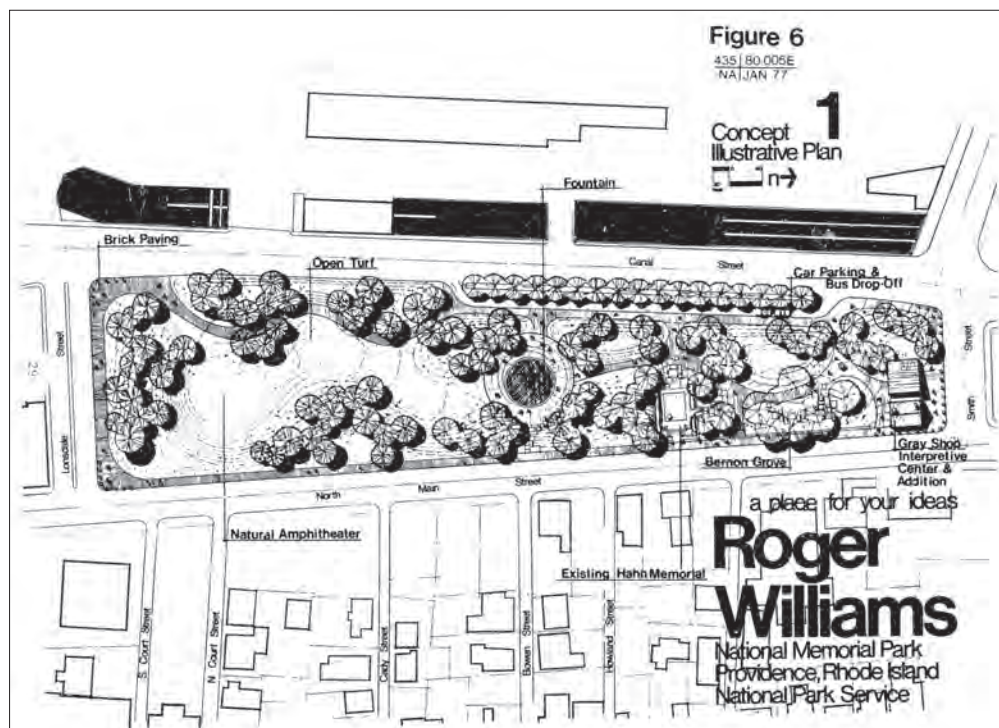 Figure 6
435 80.005E
NA JAN 77
1
Concept
Illustrative Plan
n
Fountain
Brick Paving
Open Turf
Canal Street
Car Parking &
Bus Drop-Off
Lonsdale Street
Smith Street
Gray Shop
Interpretive
Center &
Addition
Bernon Grove
North Main Street
Natural Amphitheater
Existing Hahn Memorial
S. Court Street
N Court Street
Cady Street
Bowen Street
Howland Street
a place for your ideas
Roger
Williams
National Memorial Park
Providence, Rhode Island
National Park Service